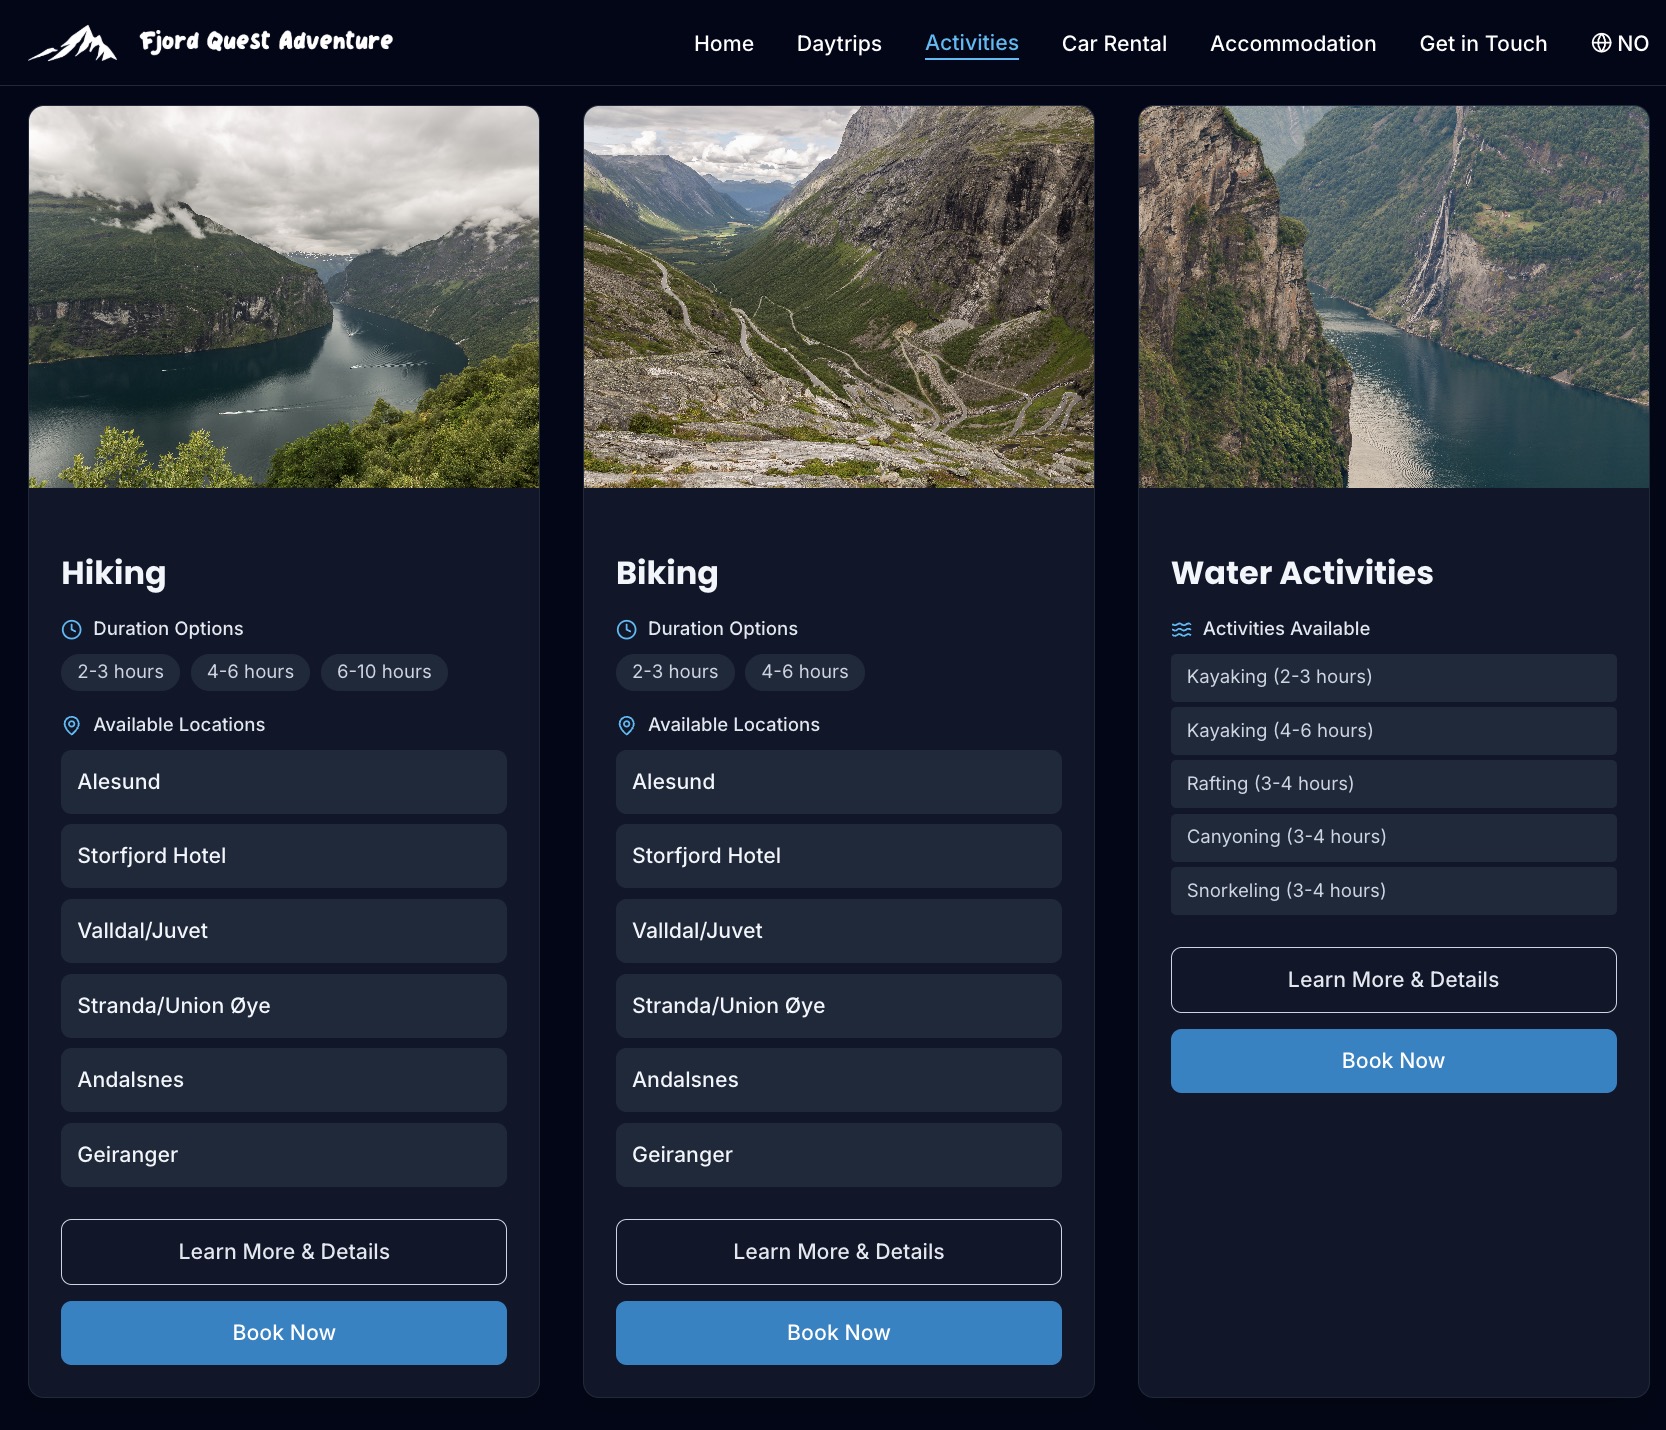 Fjord Quest Adventure
Home Daytrips Activities Car Rental Accommodation Get in Touch NO
Hiking
Duration Options
2-3 hours 4-6 hours 6-10 hours
Available Locations
Alesund
Storfjord Hotel
Valldal/Juvet
Stranda/Union Øye
Andalsnes
Geiranger
Learn More & Details
Book Now
Biking
Duration Options
2-3 hours 4-6 hours
Available Locations
Alesund
Storfjord Hotel
Valldal/Juvet
Stranda/Union Øye
Andalsnes
Geiranger
Learn More & Details
Book Now
Water Activities
Activities Available
Kayaking (2-3 hours)
Kayaking (4-6 hours)
Rafting (3-4 hours)
Canyoning (3-4 hours)
Snorkeling (3-4 hours)
Learn More & Details
Book Now